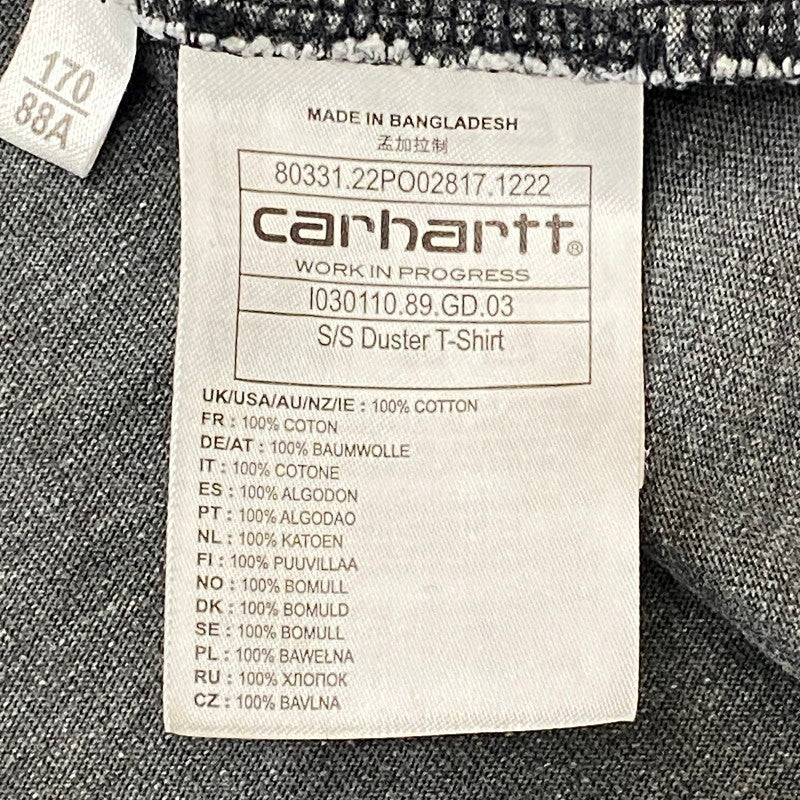 170
88A
MADE IN BANGLADESH
孟加拉制
80331.22PO02817.1222
carhartt®
WORK IN PROGRESS
I030110.89.GD.03
S/S Duster T-Shirt
UK/USA/AU/NZ/IE : 100% COTTON
FR : 100% COTON
DE/AT : 100% BAUMWOLLE
IT : 100% COTONE
ES : 100% ALGODON
PT : 100% ALGODAO
NL : 100% KATOEN
FI : 100% PUUVILLAA
NO : 100% BOMULL
DK : 100% BOMULD
SE : 100% BOMULL
PL : 100% BAWEŁNA
RU : 100% ХЛОПОК
CZ : 100% BAVLNA